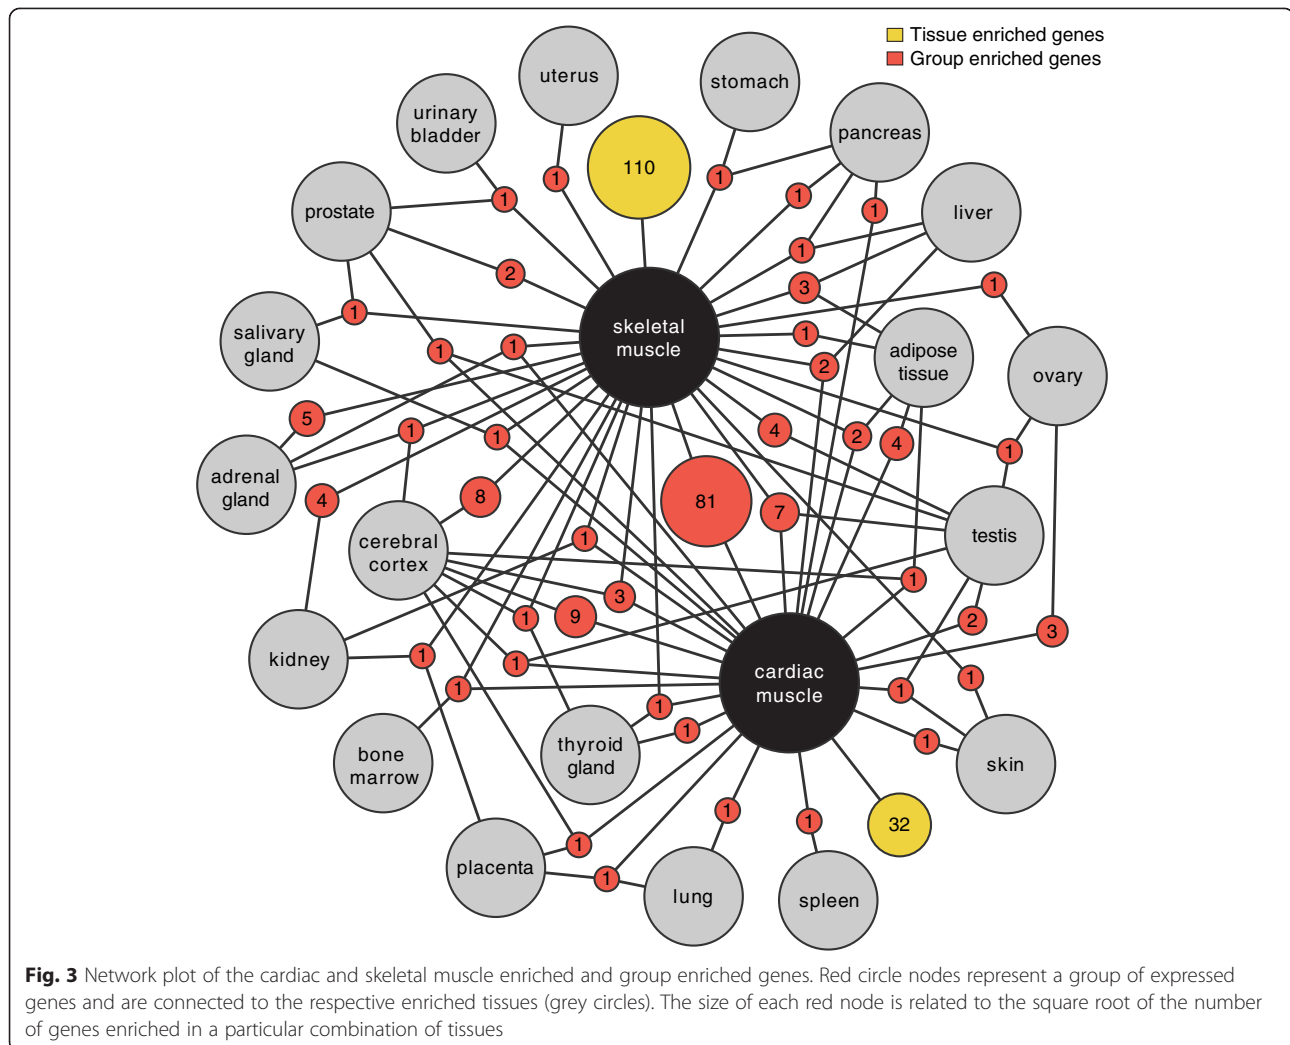 Tissue enriched genes
Group enriched genes
uterus
stomach
urinary
bladder
pancreas
110
1
1
1
1
1
prostate
liver
2
1
3
1
1
skeletal
muscle
salivary
gland
1
1
1
adipose
tissue
2
ovary
5
1
1
4
2
4
1
adrenal
gland
4
8
81
7
cerebral
cortex
1
testis
3
1
1
9
2
3
kidney
1
1
cardiac
muscle
1
1
1
1
1
1
bone
marrow
thyroid
gland
skin
1
1
32
1
placenta
1
lung
spleen
Fig. 3 Network plot of the cardiac and skeletal muscle enriched and group enriched genes. Red circle nodes represent a group of expressed
genes and are connected to the respective enriched tissues (grey circles). The size of each red node is related to the square root of the number
of genes enriched in a particular combination of tissues